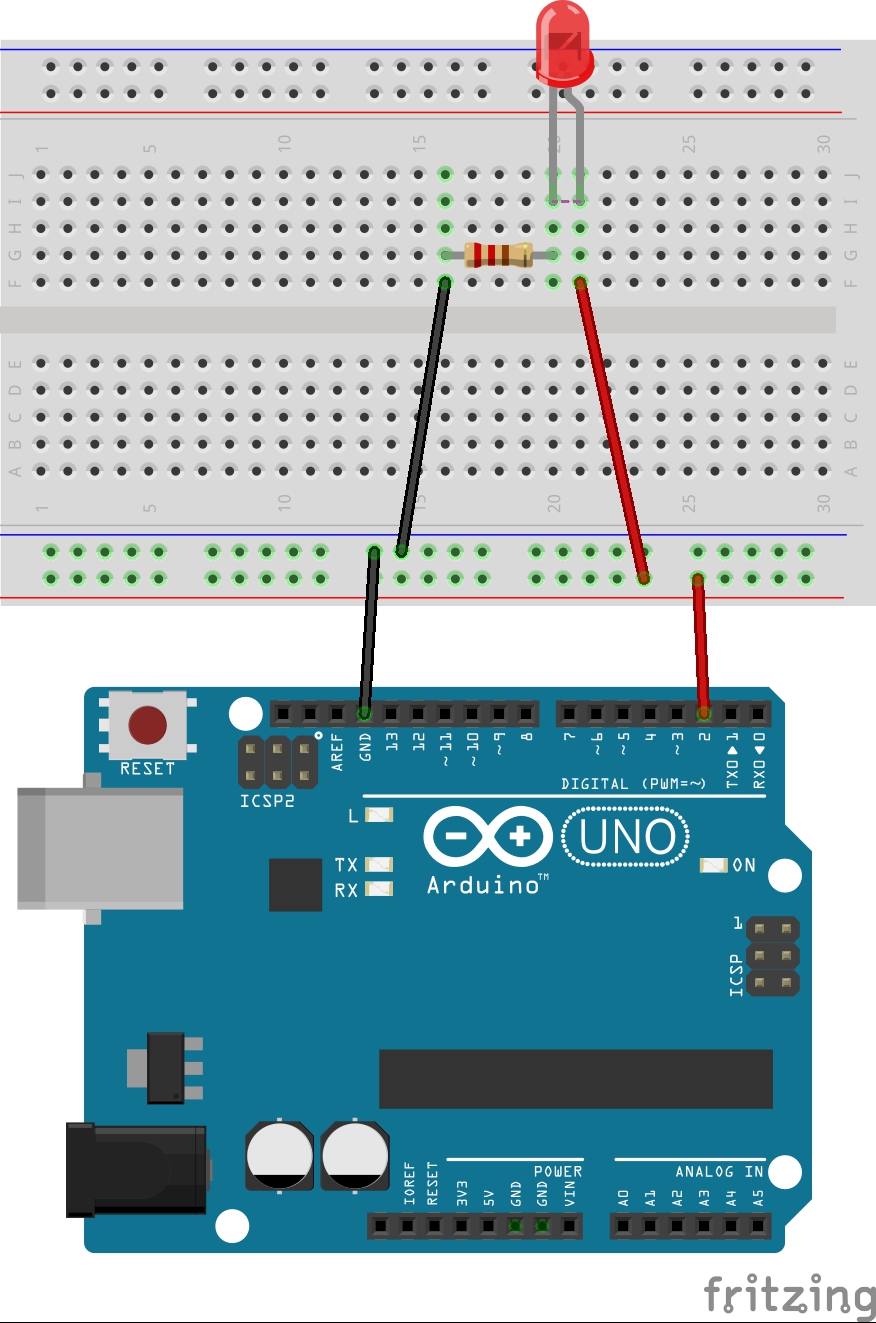 1 5 10 15 20 25 30
J J
I I
H H
G G
F F
E E
D D
C C
B B
A A
1 5 10 15 20 25 30
RESET
ICSP2
AREF GND 13 12 ~11 ~10 ~9 8 7 ~6 ~5 4 ~3 2 TX0▶1 RX0◀0
DIGITAL (PWM=~)
L
TX
RX
UNO
Arduino™
ON
1
ICSP
POWER
ANALOG IN
IOREF RESET 3V3 5V GND GND VIN A0 A1 A2 A3 A4 A5
fritzing